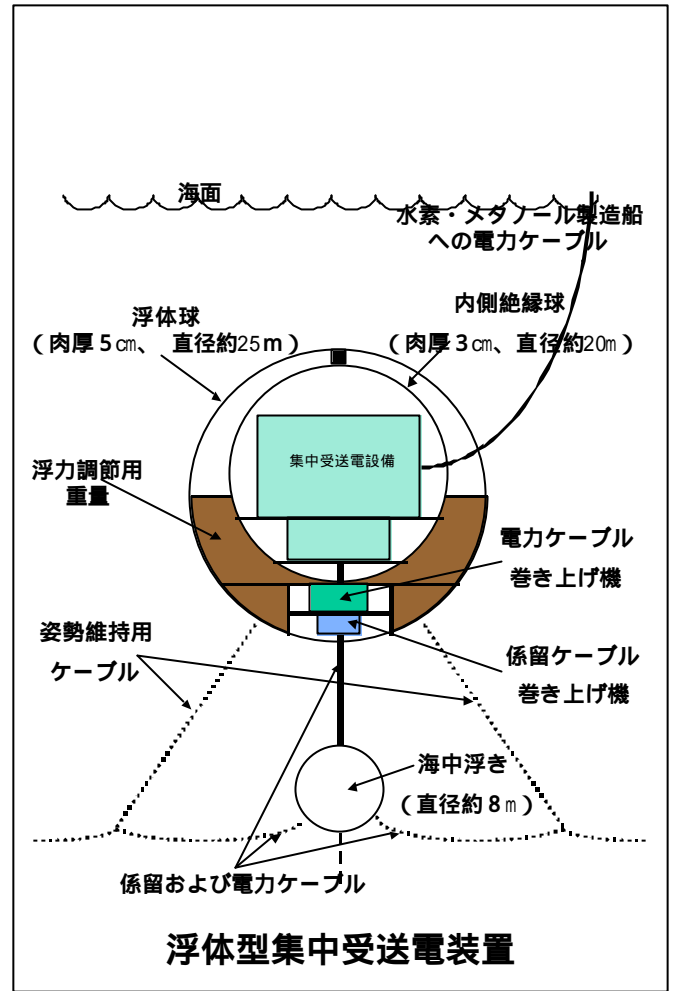 海面
水素・メタノール製造船
への電力ケーブル
浮体球
(肉厚5㎝、 直径約25m)
内側絶縁球
(肉厚3㎝、直径約20m)
集中受送電設備
浮力調節用
重量
電力ケーブル
巻き上げ機
姿勢維持用
ケーブル
係留ケーブル
巻き上げ機
海中浮き
(直径約8m)
係留および電力ケーブル
浮体型集中受送電装置